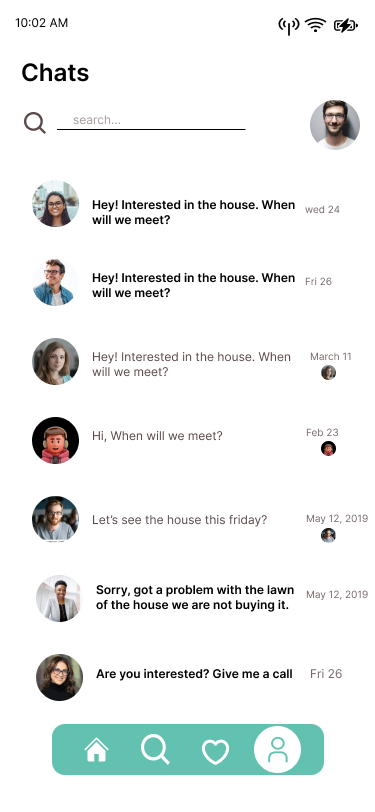 10:02 AM
Chats
search...
Hey! Interested in the house. When
will we meet?
wed 24
Hey! Interested in the house. When
will we meet?
Fri 26
Hey! Interested in the house. When
will we meet?
March 11
Hi, When will we meet?
Feb 23
Let's see the house this friday?
May 12, 2019
Sorry, got a problem with the lawn
of the house we are not buying it.
May 12, 2019
Are you interested? Give me a call
Fri 26